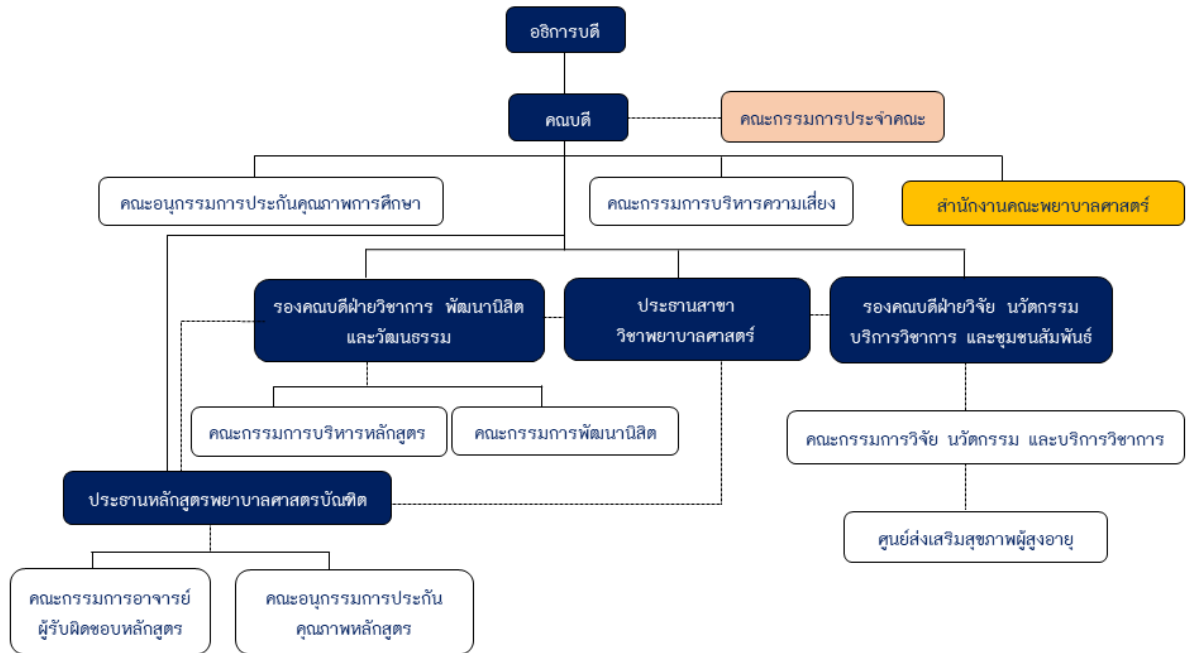 อธิการบดี
คณบดี
คณะกรรมการประจำคณะ
คณะอนุกรรมการประกันคุณภาพการศึกษา
คณะกรรมการบริหารความเสี่ยง
สำนักงานคณะพยาบาลศาสตร์
รองคณบดีฝ่ายวิชาการ พัฒนานิสิต
และวัฒนธรรม
ประธานสาขา
วิชาพยาบาลศาสตร์
รองคณบดีฝ่ายวิจัย นวัตกรรม
บริการวิชาการ และชุมชนสัมพันธ์
คณะกรรมการบริหารหลักสูตร
คณะกรรมการพัฒนานิสิต
คณะกรรมการวิจัย นวัตกรรม และบริการวิชาการ
ประธานหลักสูตรพยาบาลศาสตรบัณฑิต
ศูนย์ส่งเสริมสุขภาพผู้สูงอายุ
คณะกรรมการอาจารย์
ผู้รับผิดชอบหลักสูตร
คณะอนุกรรมการประกัน
คุณภาพหลักสูตร